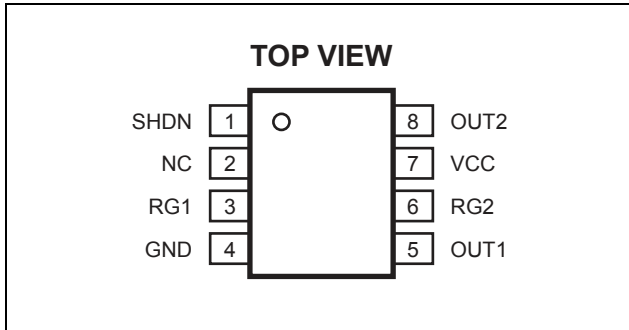 TOP VIEW
SHDN 1 8 OUT2
NC 2 7 VCC
RG1 3 6 RG2
GND 4 5 OUT1